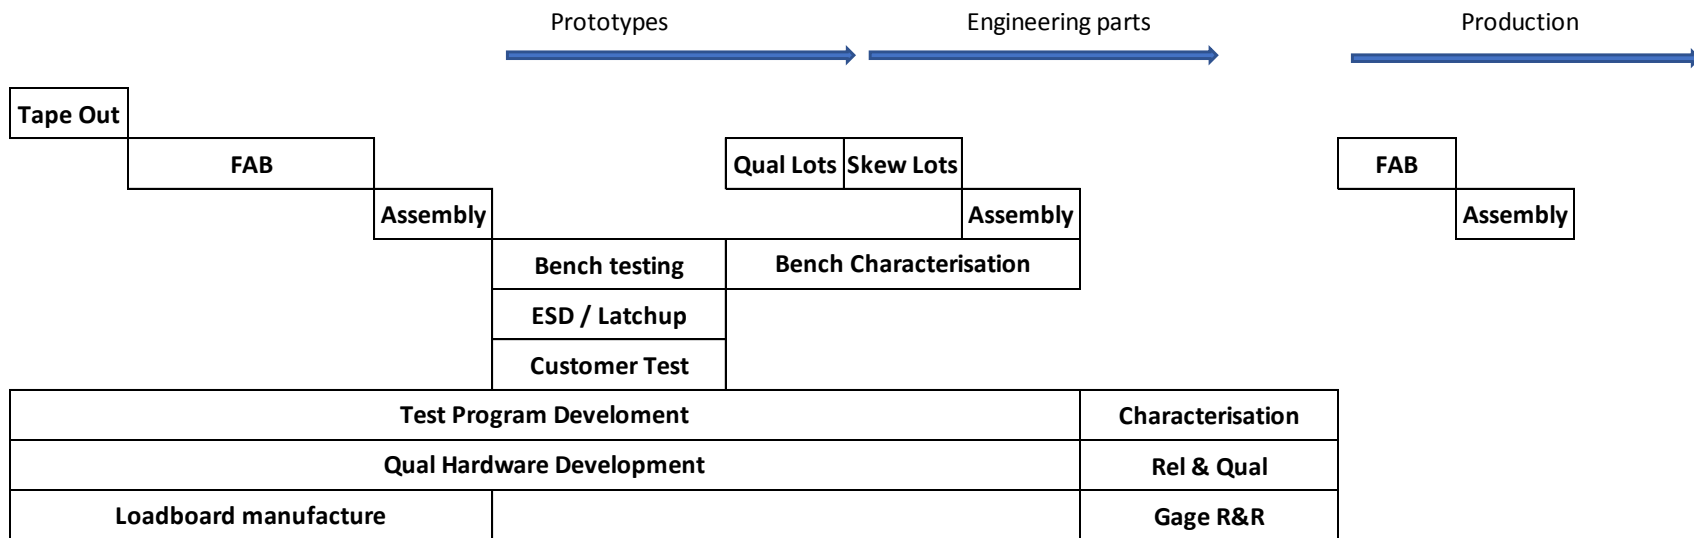 Prototypes Engineering parts Production
Tape Out
FAB Qual Lots Skew Lots FAB
Assembly Assembly Assembly
Bench testing Bench Characterisation
ESD / Latchup
Customer Test
Test Program Develoment Characterisation
Qual Hardware Development Rel & Qual
Loadboard manufacture Gage R&R